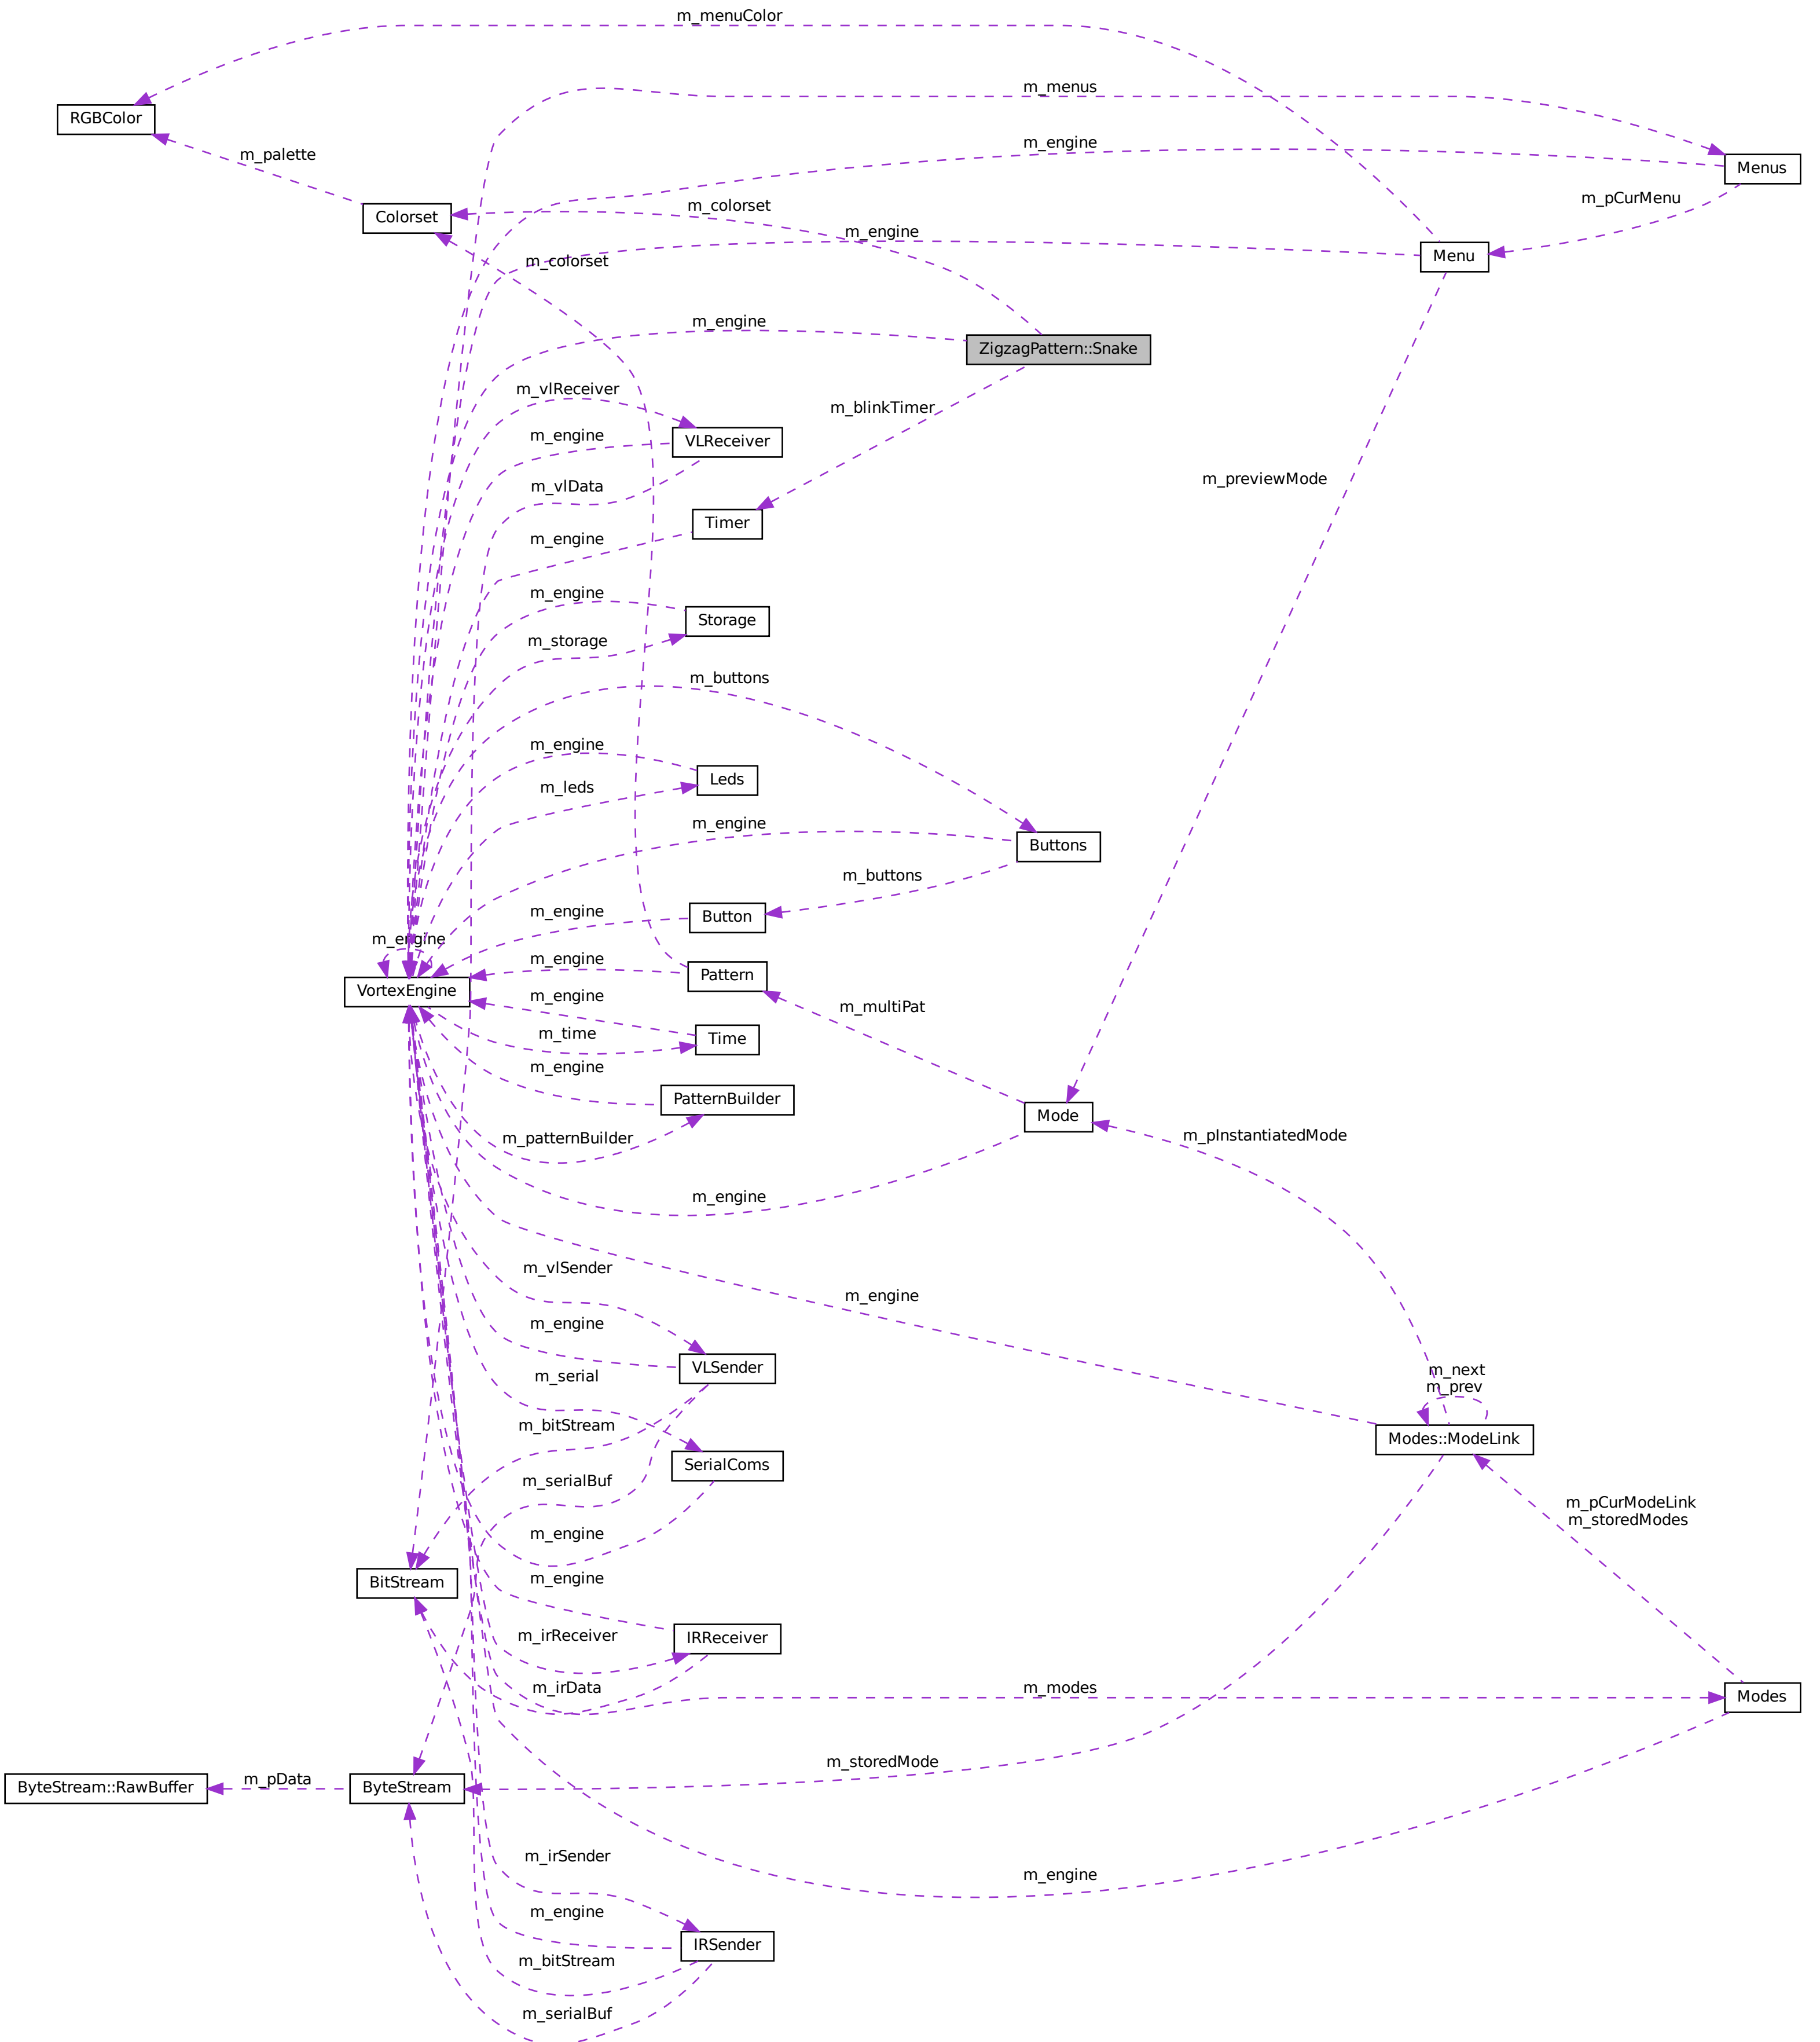 m_menuColor
m_menus
RGBColor
m_engine
m_palette
Menus
m_pCurMenu
m_colorset
Colorset
m_engine
Menu
m_colorset
m_engine
ZigzagPattern::Snake
m_vlReceiver
m_blinkTimer
m_engine
VLReceiver
m_previewMode
m_vlData
Timer
m_engine
m_engine
Storage
m_storage
m_buttons
m_engine
Leds
m_leds
m_engine
Buttons
m_buttons
m_engine
Button
m_engine
m_engine
Pattern
VortexEngine
m_engine
m_multiPat
m_time
Time
m_engine
PatternBuilder
Mode
m_patternBuilder
m_pInstantiatedMode
m_engine
m_vlSender
m_engine
m_engine
VLSender
m_next
m_prev
m_serial
m_bitStream
Modes::ModeLink
SerialComs
m_serialBuf
m_pCurModeLink
m_storedModes
m_engine
m_engine
BitStream
m_irReceiver
IRReceiver
m_irData
m_modes
Modes
m_storedMode
m_pData
ByteStream::RawBuffer
ByteStream
m_irSender
m_engine
m_engine
IRSender
m_bitStream
m_serialBuf